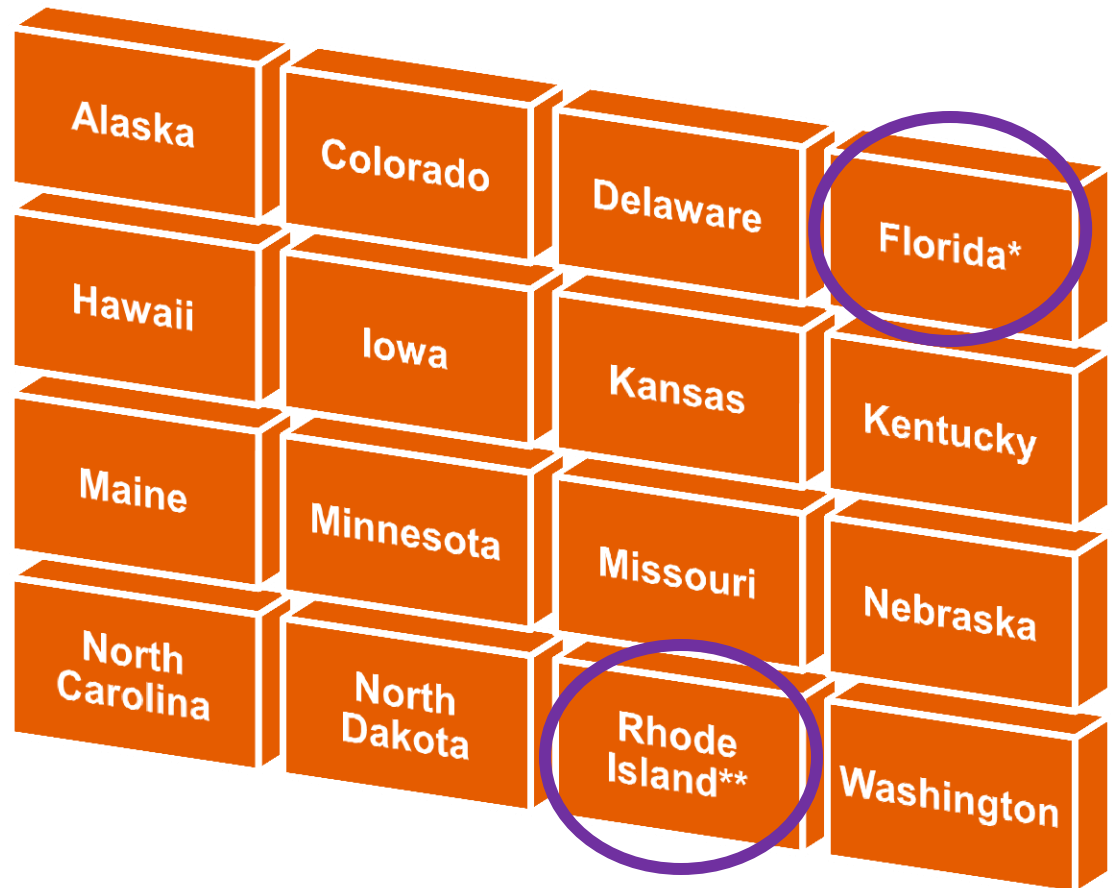 Alaska
Colorado
Delaware
Florida*
Hawaii
Iowa
Kansas
Kentucky
Maine
Minnesota
Missouri
Nebraska
North
Carolina
North
Dakota
Rhode
Island**
Washington